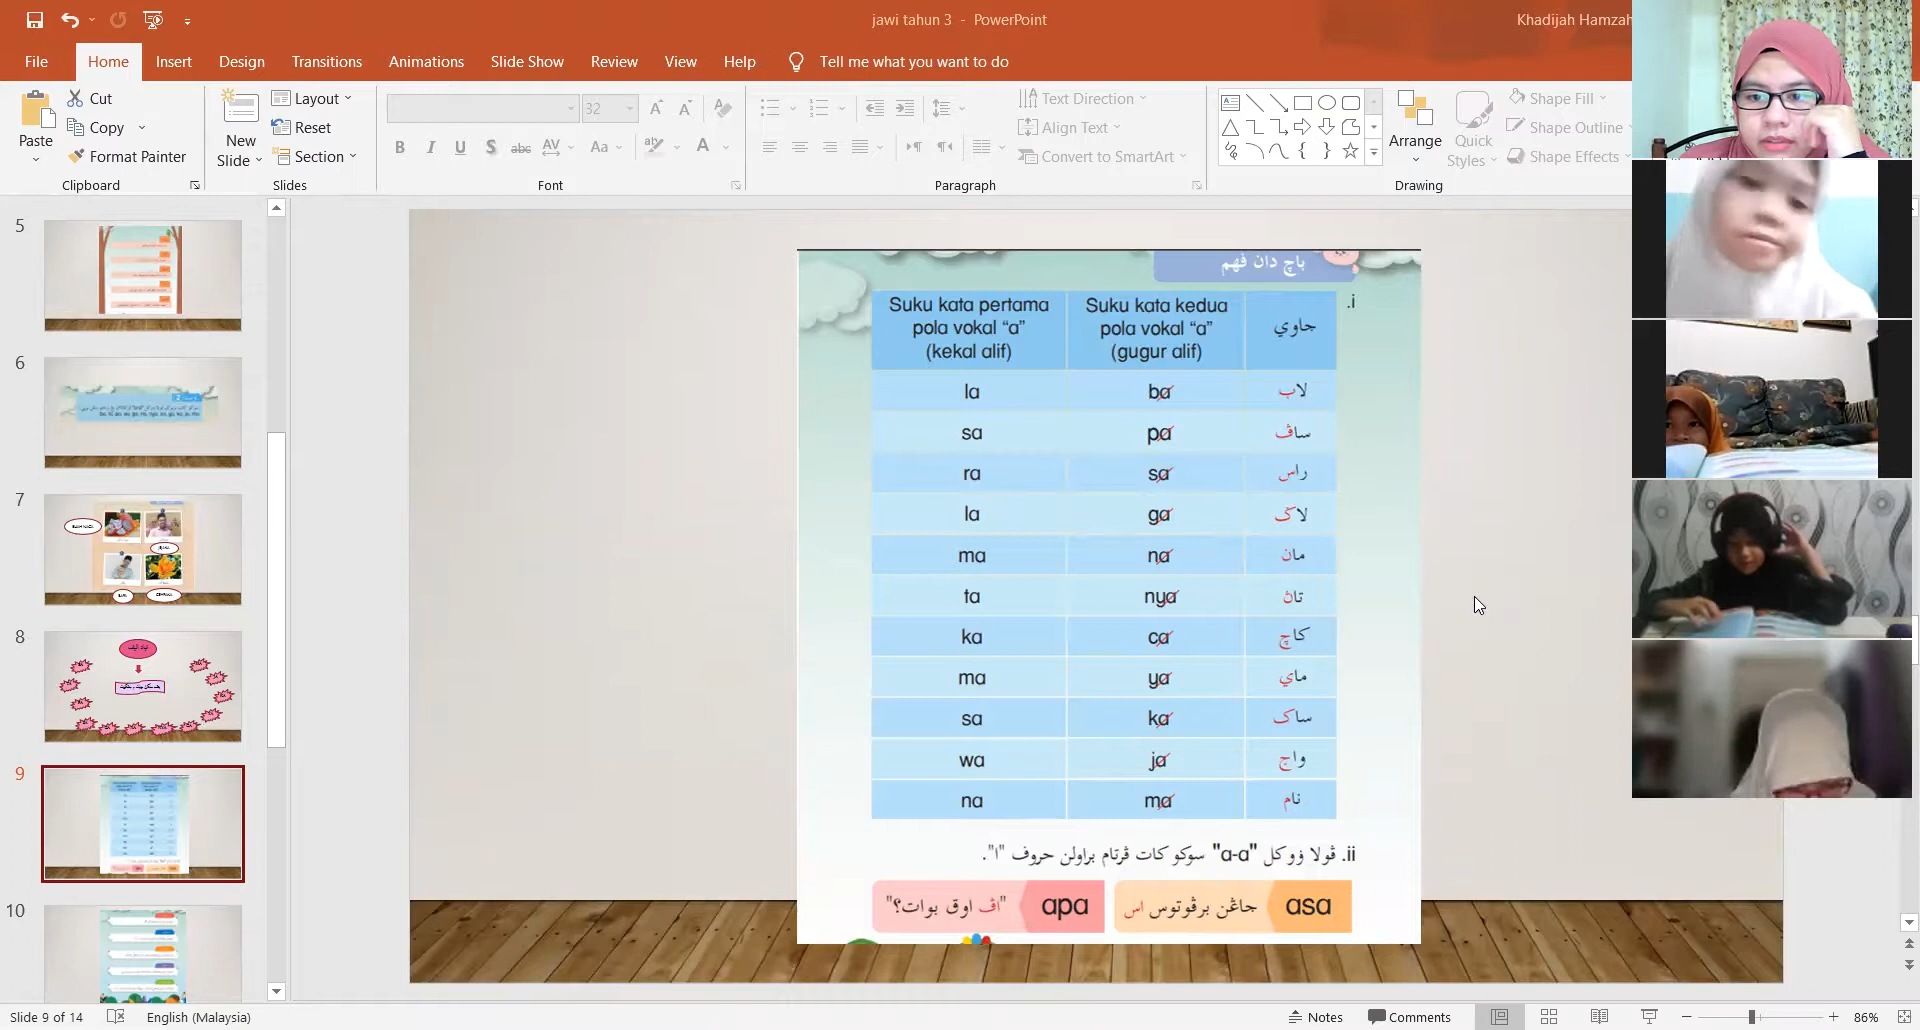 jawi tahun 3 - PowerPoint
Khadijah Hamzah
File Home Insert Design Transitions Animations Slide Show Review View Help Tell me what you want to do
Paste
Cut
Copy
Format Painter
Clipboard
New Slide
Layout
Reset
Section
Slides
32
Font
Text Direction
Align Text
Convert to SmartArt
Paragraph
Arrange
Quick Styles
Shape Fill
Shape Outline
Shape Effects
Drawing
5
6
7
8
9
10
باچ دان فهم
i.
Suku kata pertama pola vokal “a” (kekal alif) Suku kata kedua pola vokal “a” (gugur alif) جاوي
la ba لاب
sa pa ساڤ
ra sa راس
la ga لاݢ
ma na مان
ta nya تاڽ
ka ca كاچ
ma ya ماي
sa ka ساک
wa ja واج
na ma نام
ii. ڤولا ۏوکل "a-a" سوکو کات ڤرتام براولن حروف "ا".
apa "اڤ اوق بوات؟"
asa جاڠن برڤوتوس اس
Slide 9 of 14 English (Malaysia) Notes Comments 86%